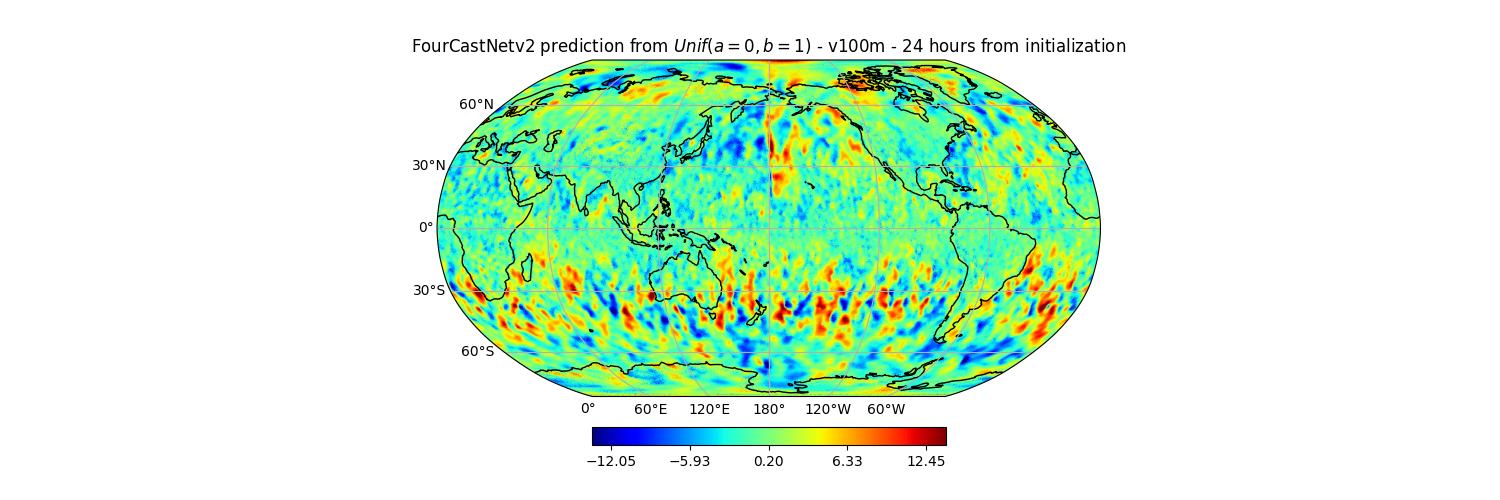 FourCastNetv2 prediction from Unif(a = 0, b = 1) - v100m - 24 hours from initialization
60°N
30°N
0°
30°S
60°S
0° 60°E 120°E 180° 120°W 60°W
−12.05 −5.93 0.20 6.33 12.45